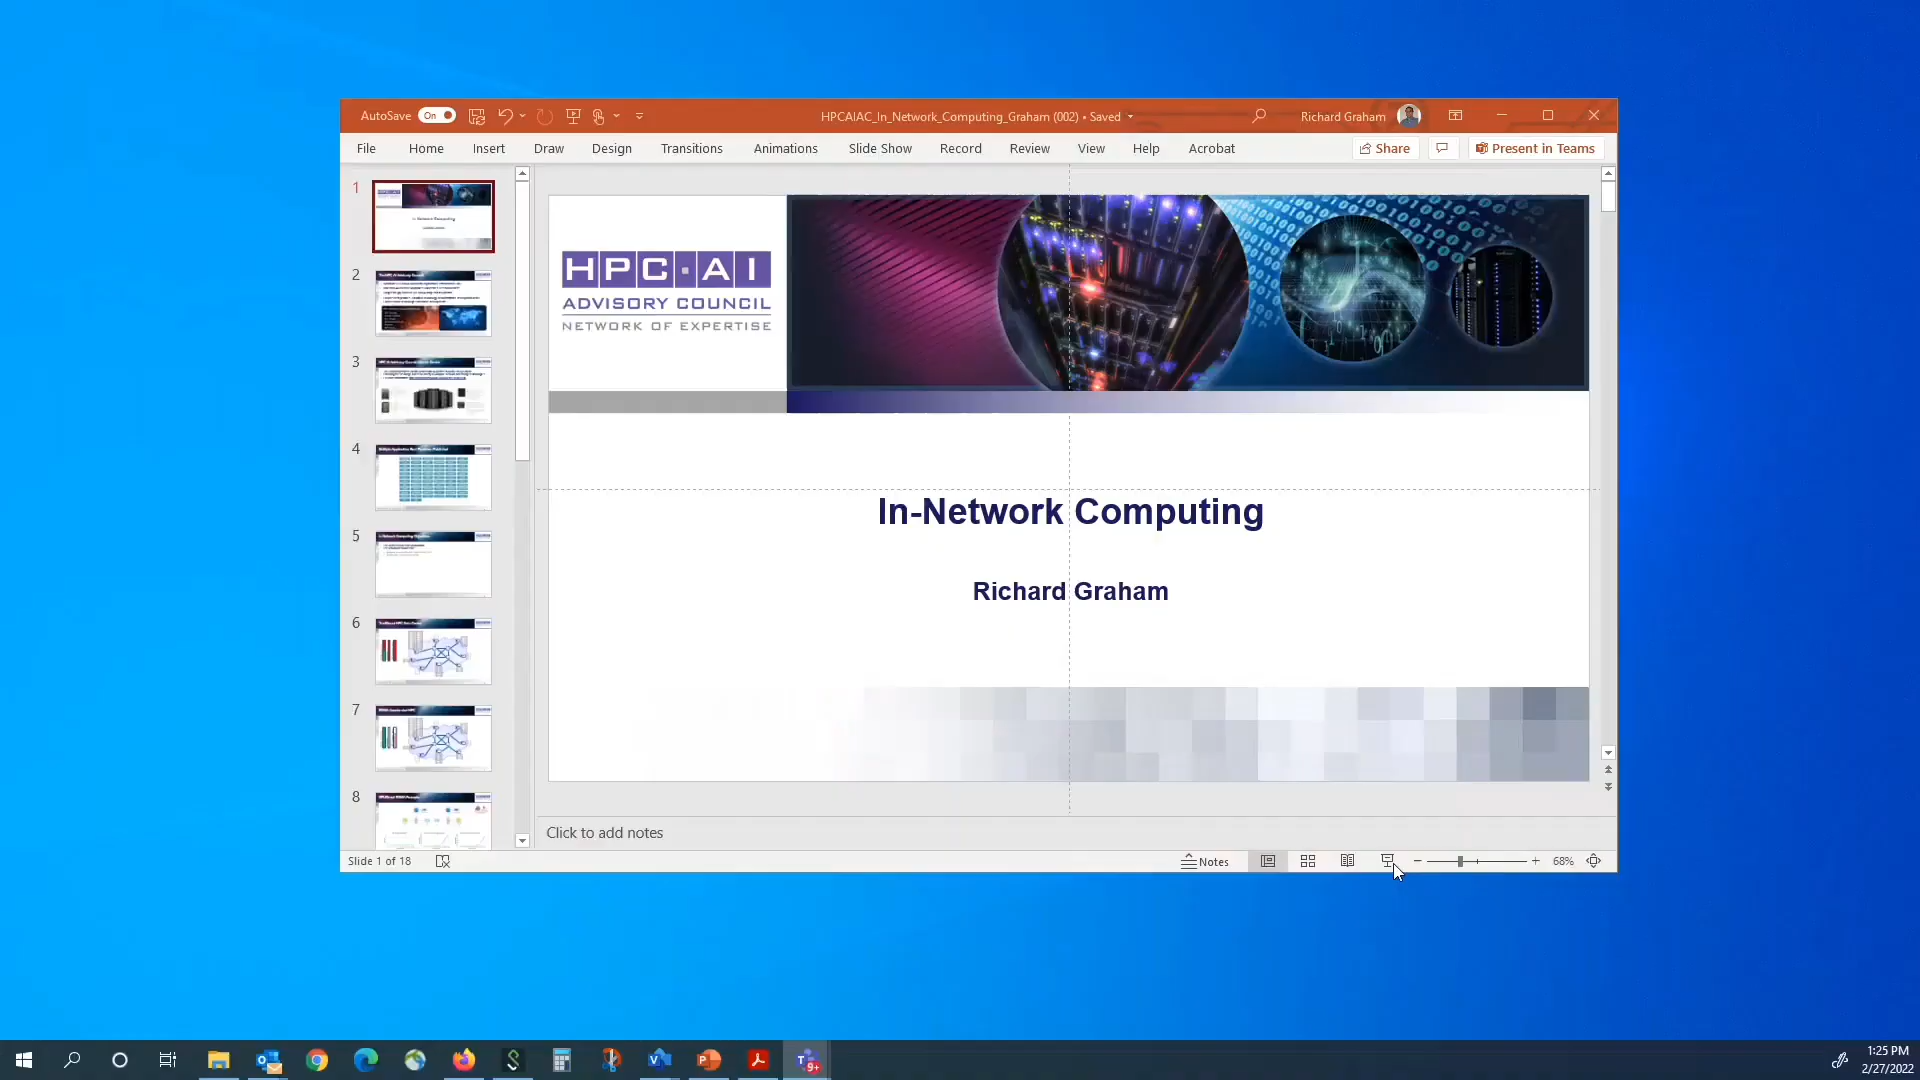 AutoSave On
HPCAIAC_In_Network_Computing_Graham (002) • Saved
Richard Graham
File Home Insert Draw Design Transitions Animations Slide Show Record Review View Help Acrobat
Share
Present in Teams
1
2
3
4
5
6
7
8
HPC·AI
ADVISORY COUNCIL
NETWORK OF EXPERTISE
In-Network Computing
Richard Graham
Click to add notes
Slide 1 of 18
Notes
68%
1:25 PM
2/27/2022